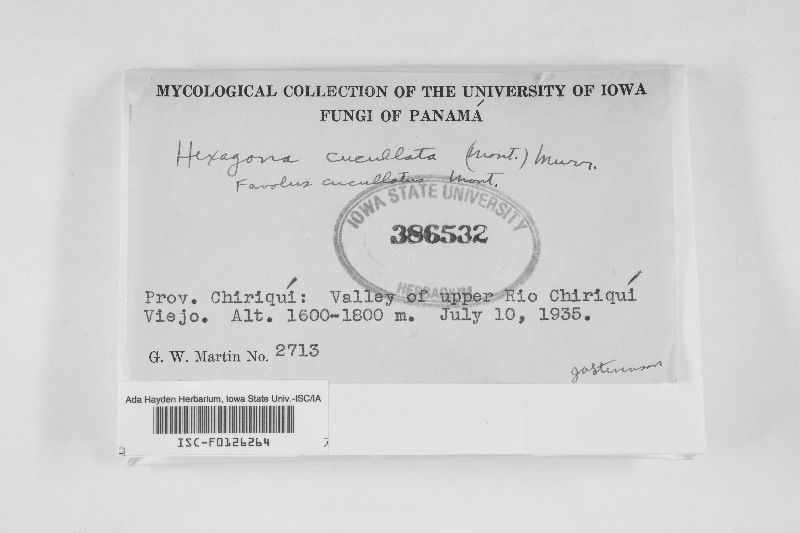 MYCOLOGICAL COLLECTION OF THE UNIVERSITY OF IOWA
FUNGI OF PANAMÁ
Hexagona cucullata (Mont.) Murr.
Favolus cucullatus Mont.
IOWA STATE UNIVERSITY
386532
HERBARIUM
Prov. Chiriquí: Valley of upper Rio Chiriquí
Viejo. Alt. 1600-1800 m. July 10, 1935.
G. W. Martin No. 2713
JAStevenson
Ada Hayden Herbarium, Iowa State Univ.-ISC/IA
ISC-F0126264